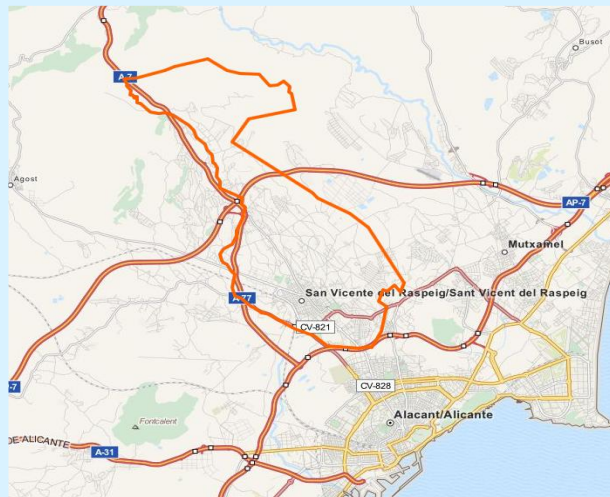 Busot
A-7
Agost
AP-7
Mutxamel
San Vicente del Raspeig/Sant Vicent del Raspeig
A-77
CV-821
CV-828
-7
Alacant/Alicante
Fontcalent
DE ALICANTE
A-31